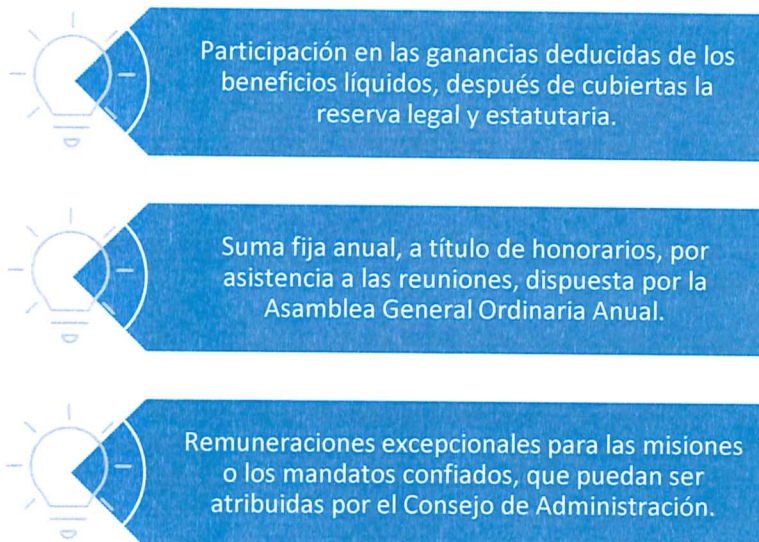 Participación en las ganancias deducidas de los
beneficios líquidos, después de cubiertas la
reserva legal y estatutaria.
Suma fija anual, a título de honorarios, por
asistencia a las reuniones, dispuesta por la
Asamblea General Ordinaria Anual.
Remuneraciones excepcionales para las misiones
o los mandatos confiados, que puedan ser
atribuidas por el Consejo de Administración.